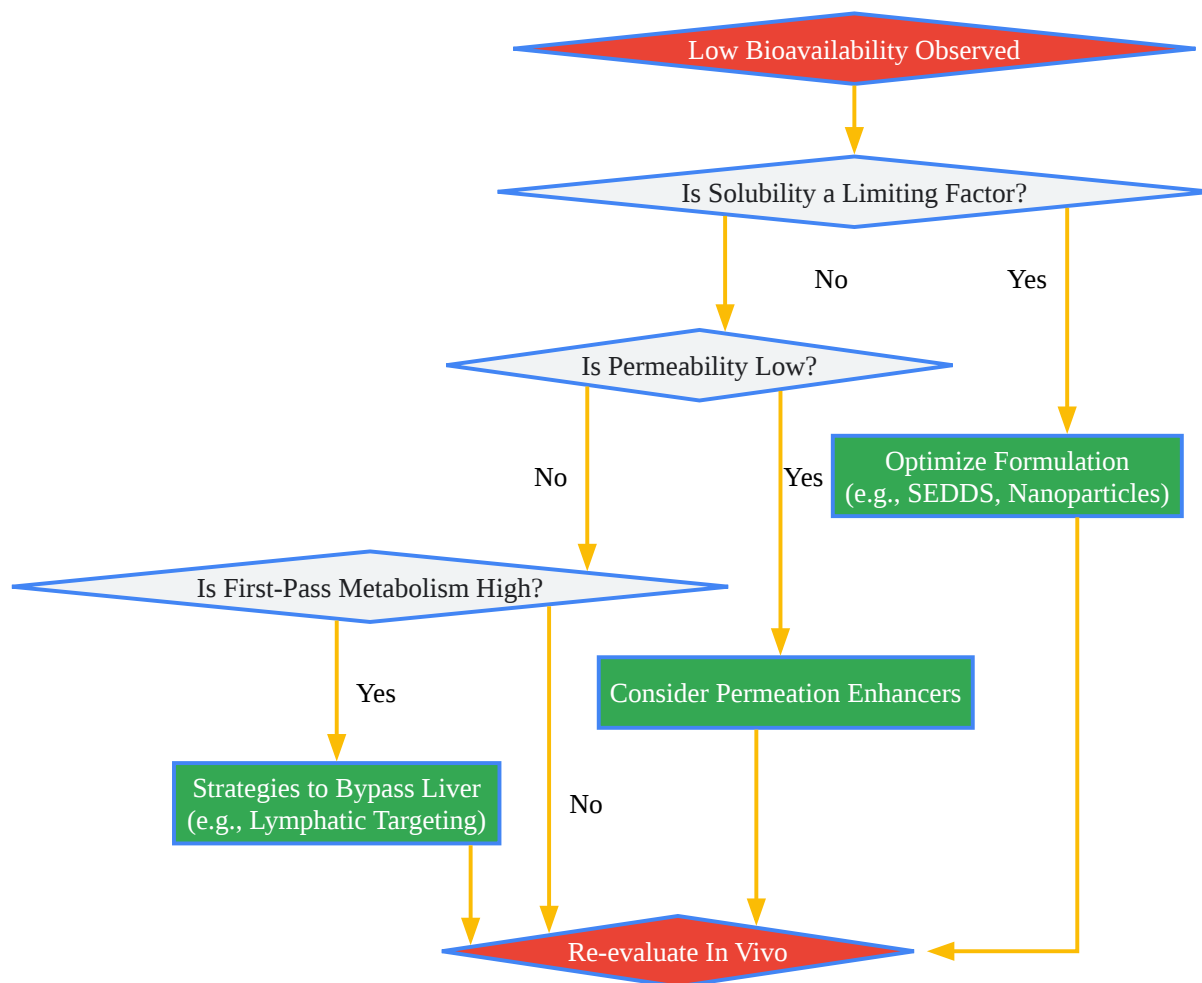 Low Bioavailability Observed
Is Solubility a Limiting Factor?
No
Yes
Is Permeability Low?
Optimize Formulation
(e.g., SEDDS, Nanoparticles)
No
Yes
Is First-Pass Metabolism High?
Yes
Consider Permeation Enhancers
Strategies to Bypass Liver
(e.g., Lymphatic Targeting)
No
Re-evaluate In Vivo